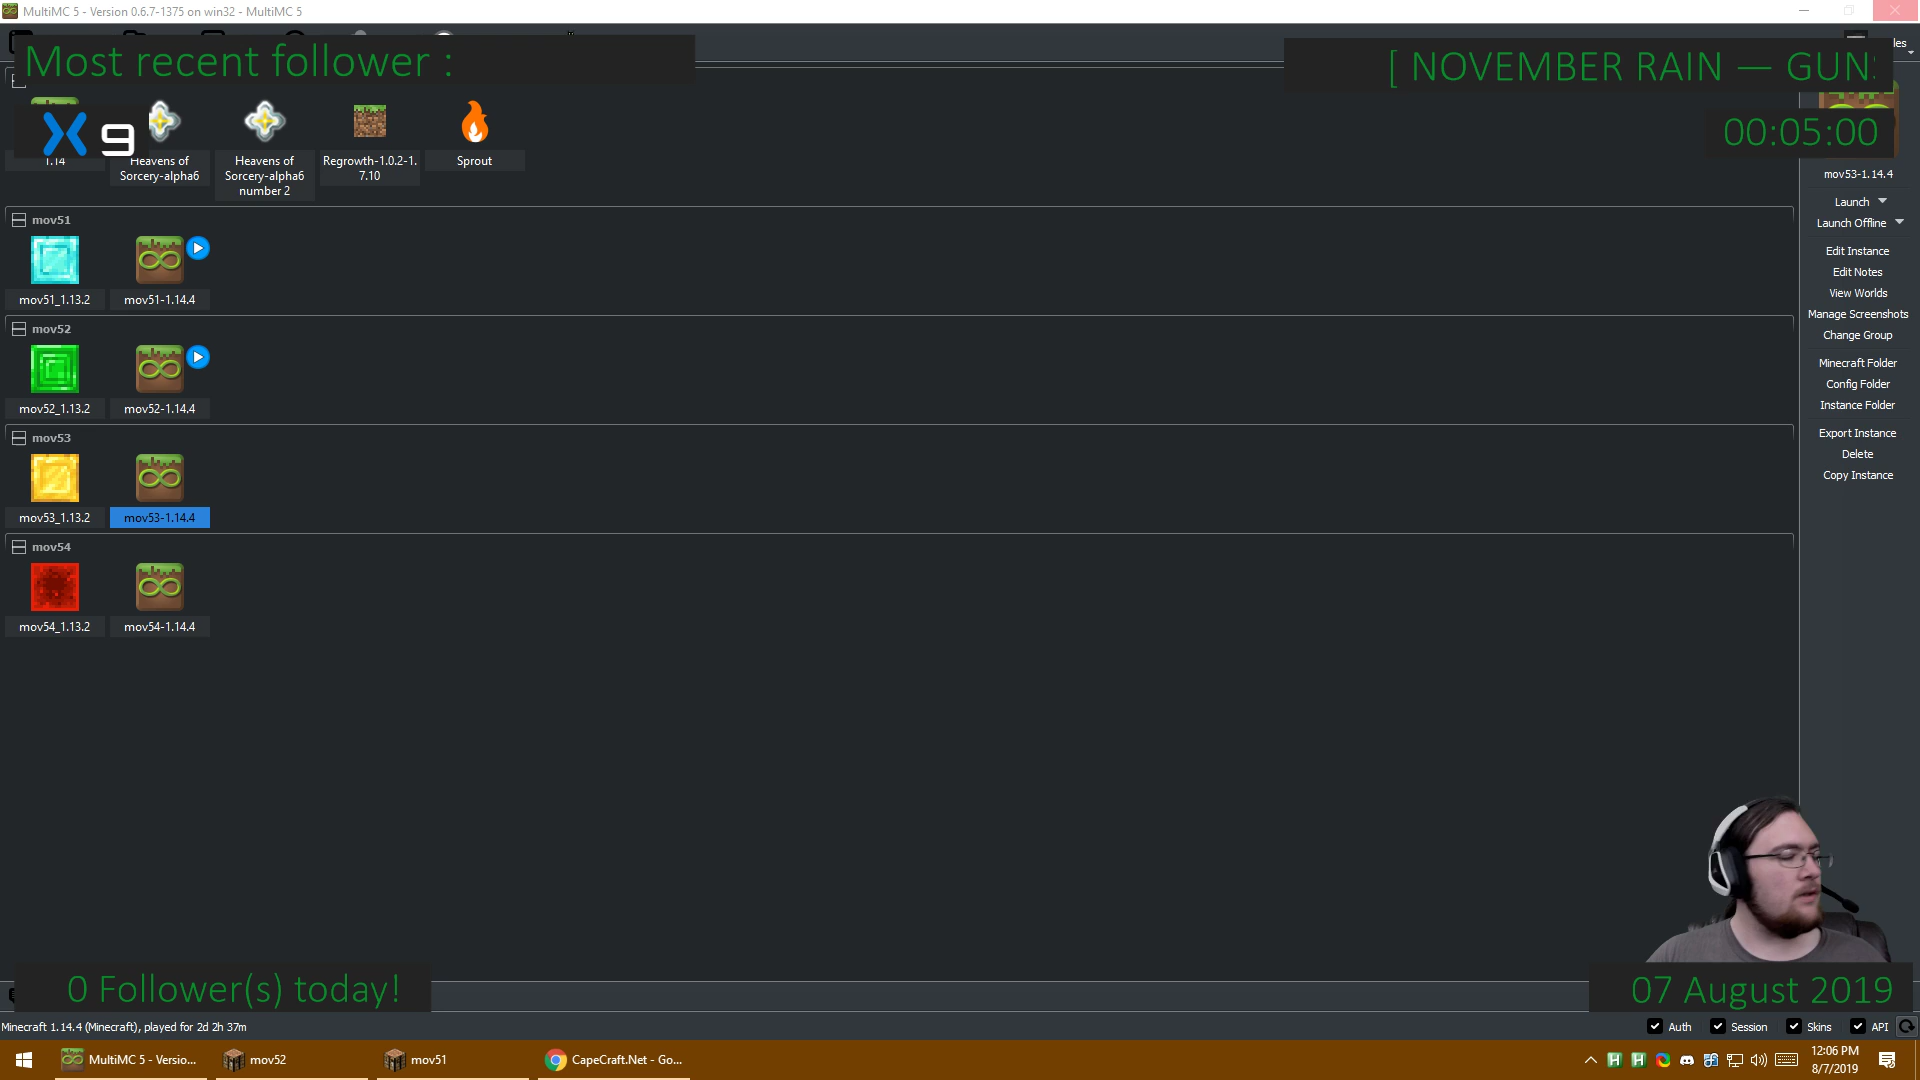 MultiMC 5 - Version 0.6.7-1375 on win32 - MultiMC 5
Most recent follower :
[ NOVEMBER RAIN — GUN
les
9
00:05:00
1.14
Heavens of
Sorcery-alpha6
Heavens of
Sorcery-alpha6
number 2
Regrowth-1.0.2-1.
7.10
Sprout
mov53-1.14.4
Launch
Launch Offline
Edit Instance
Edit Notes
View Worlds
Manage Screenshots
Change Group
Minecraft Folder
Config Folder
Instance Folder
Export Instance
Delete
Copy Instance
mov51
mov51_1.13.2
mov51-1.14.4
mov52
mov52_1.13.2
mov52-1.14.4
mov53
mov53_1.13.2
mov53-1.14.4
mov54
mov54_1.13.2
mov54-1.14.4
0 Follower(s) today!
07 August 2019
Minecraft 1.14.4 (Minecraft), played for 2d 2h 37m
Auth
Session
Skins
API
MultiMC 5 - Versio...
mov52
mov51
CapeCraft.Net - Go...
12:06 PM
8/7/2019